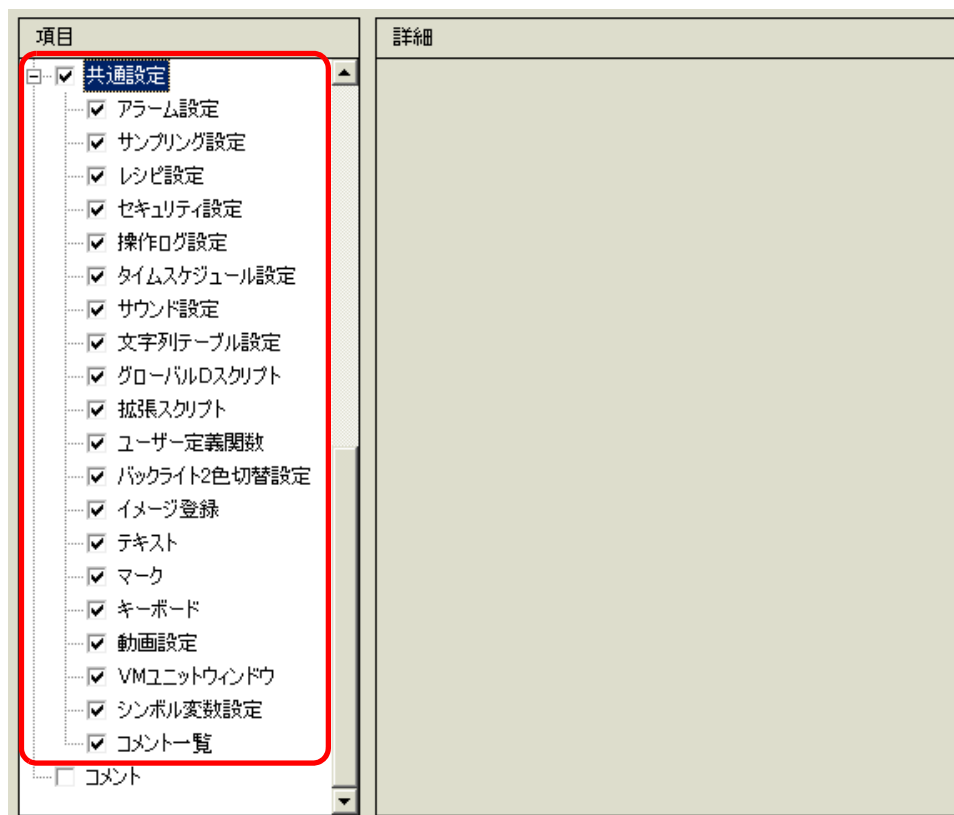 項目
詳細
共通設定
アラーム設定
サンプリング設定
レシピ設定
セキュリティ設定
操作ログ設定
タイムスケジュール設定
サウンド設定
文字列テーブル設定
グローバルDスクリプト
拡張スクリプト
ユーザー定義関数
バックライト2色切替設定
イメージ登録
テキスト
マーク
キーボード
動画設定
VMユニットウィンドウ
シンボル変数設定
コメント一覧
コメント